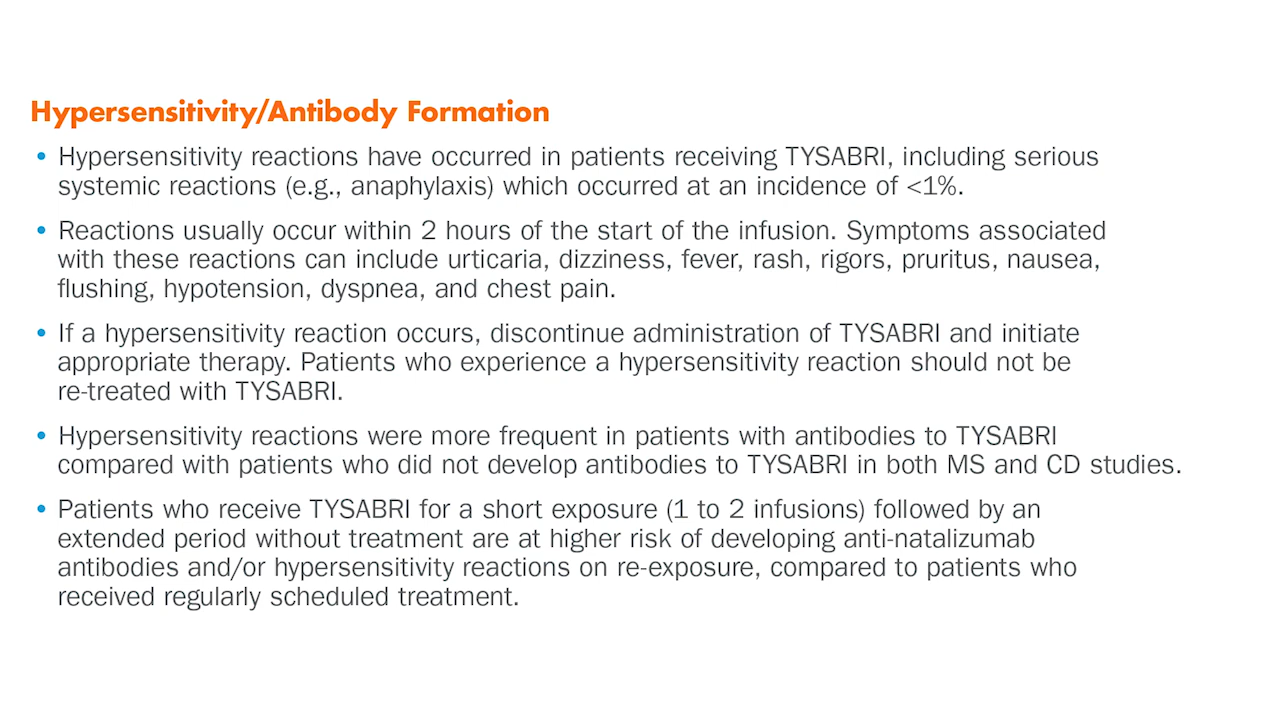 Hypersensitivity/Antibody Formation
• Hypersensitivity reactions have occurred in patients receiving TYSABRI, including serious
systemic reactions (e.g., anaphylaxis) which occurred at an incidence of <1%.
• Reactions usually occur within 2 hours of the start of the infusion. Symptoms associated
with these reactions can include urticaria, dizziness, fever, rash, rigors, pruritus, nausea,
flushing, hypotension, dyspnea, and chest pain.
• If a hypersensitivity reaction occurs, discontinue administration of TYSABRI and initiate
appropriate therapy. Patients who experience a hypersensitivity reaction should not be
re-treated with TYSABRI.
• Hypersensitivity reactions were more frequent in patients with antibodies to TYSABRI
compared with patients who did not develop antibodies to TYSABRI in both MS and CD studies.
• Patients who receive TYSABRI for a short exposure (1 to 2 infusions) followed by an
extended period without treatment are at higher risk of developing anti-natalizumab
antibodies and/or hypersensitivity reactions on re-exposure, compared to patients who
received regularly scheduled treatment.